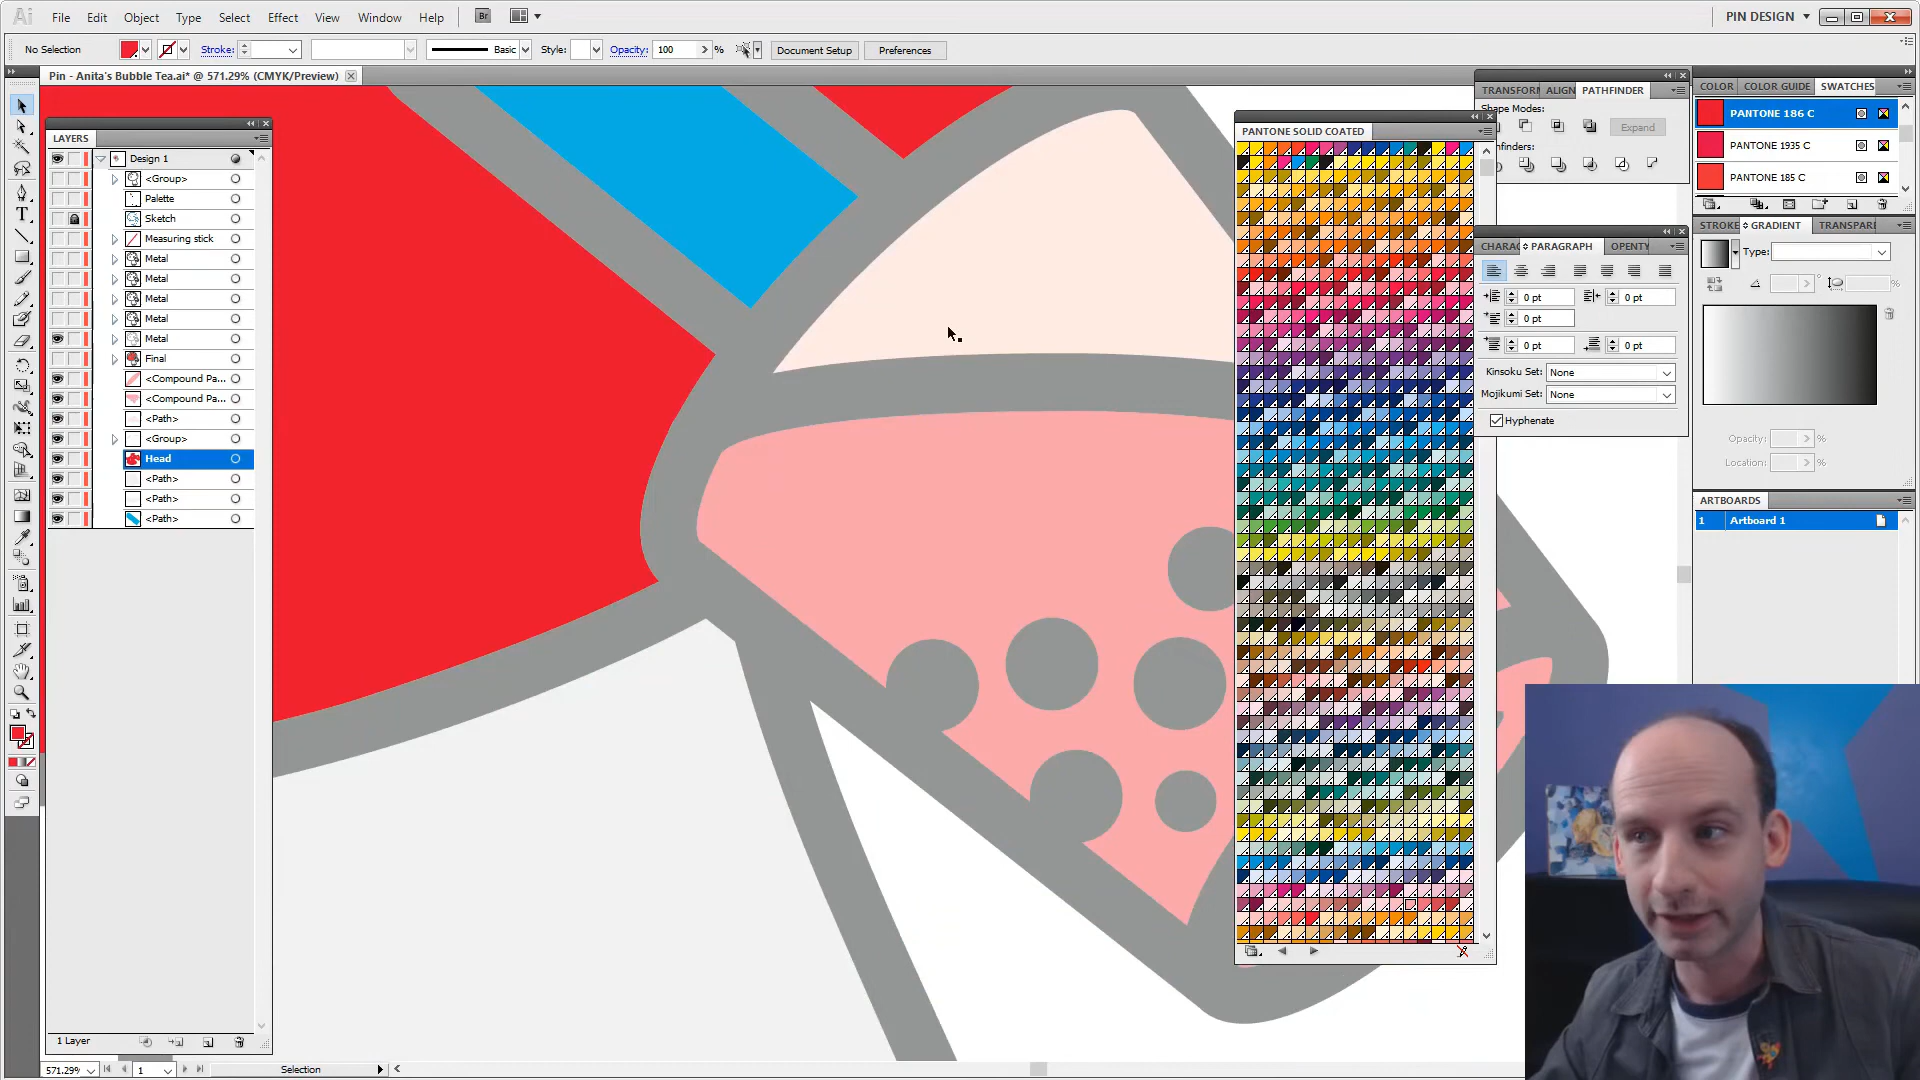 Ai File Edit Object Type Select Effect View Window Help Br PIN DESIGN
No Selection Stroke: Basic Style: Opacity: 100 % Document Setup Preferences
Pin - Anita's Bubble Tea.ai* @ 571.29% (CMYK/Preview)
LAYERS
Design 1
<Group>
Palette
Sketch
Measuring stick
Metal
Metal
Metal
Metal
Metal
Final
<Compound Pa...
<Compound Pa...
<Path>
<Group>
Head
<Path>
<Path>
<Path>
1 Layer
571.29% 1 Selection
PANTONE SOLID COATED
TRANSFORM ALIGN PATHFINDER
Shape Modes:
Expand
PARAGRAPH
0 pt 0 pt
0 pt
0 pt 0 pt
Kinsoku Set: None
Mojikumi Set: None
Hyphenate
COLOR COLOR GUIDE SWATCHES
PANTONE 186 C
PANTONE 1935 C
PANTONE 185 C
STROKE GRADIENT TRANSPARI
Type:
Opacity: %
Location: %
ARTBOARDS
1 Artboard 1